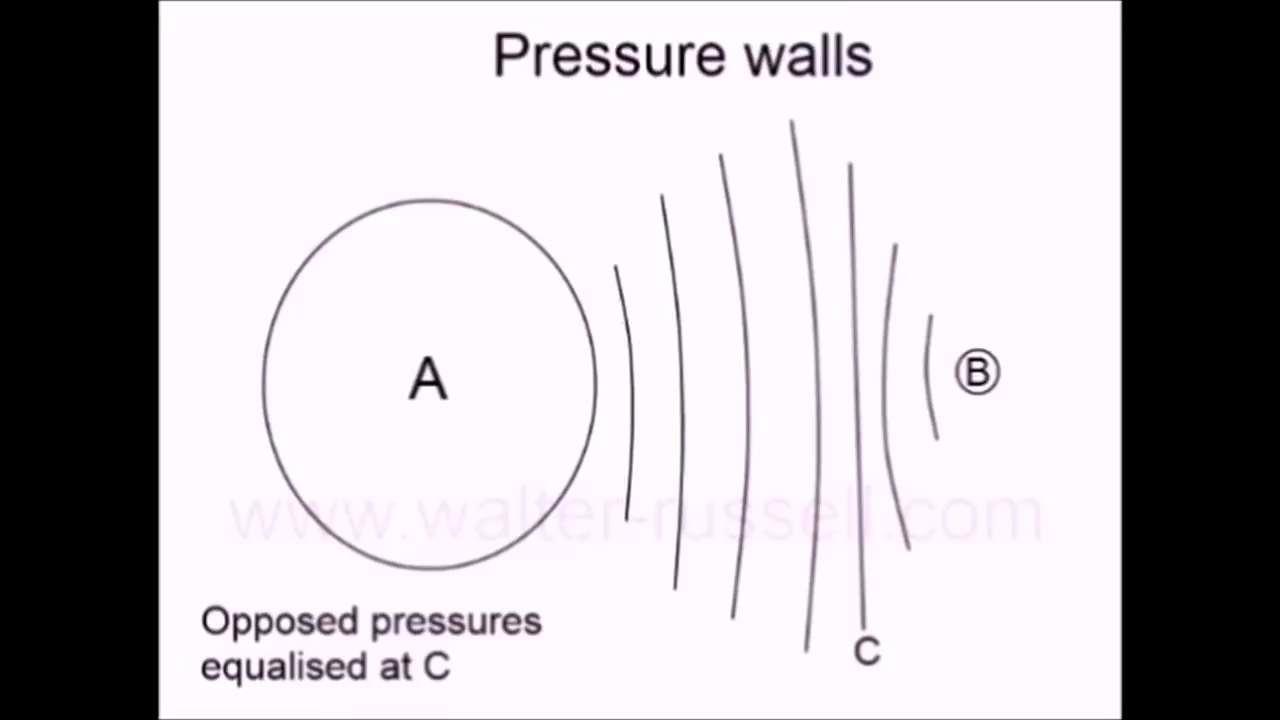 Pressure walls
A
B
www.walter-russell.com
Opposed pressures
equalised at C
C